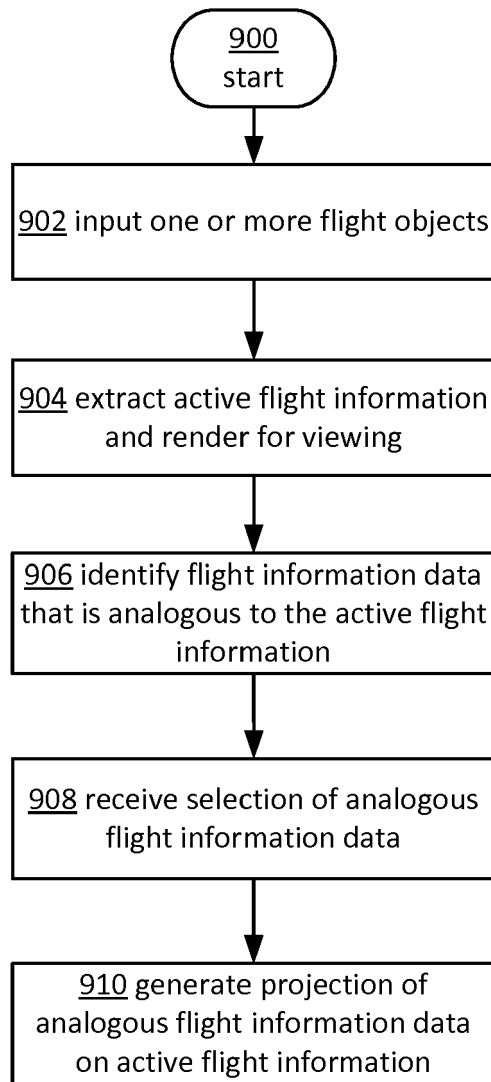 900
start
902 input one or more flight objects
904 extract active flight information
and render for viewing
906 identify flight information data
that is analogous to the active flight
information
908 receive selection of analogous
flight information data
910 generate projection of
analogous flight information data
on active flight information